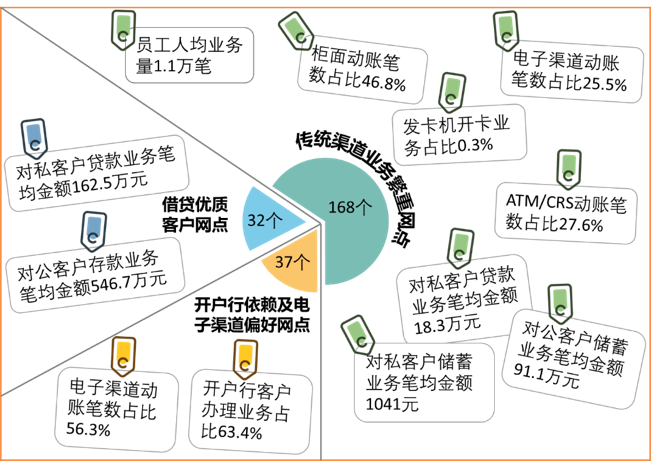 员工人均业务
量1.1万笔
柜面动账笔
数占比46.8%
电子渠道动账
笔数占比25.5%
发卡机开卡业
务占比0.3%
对私客户贷款业务笔
均金额162.5万元
传统渠道业务繁重网点
ATM/CRS动账笔
数占比27.6%
借贷优质
客户网点
32个
168个
对公客户存款业务
笔均金额546.7万元
37个
对私客户贷款
业务笔均金额
18.3万元
开户行依赖及电
子渠道偏好网点
对公客户储蓄
业务笔均金额
91.1万元
对私客户储蓄
业务笔均金额
1041元
电子渠道动
账笔数占比
56.3%
开户行客户
办理业务占
比63.4%